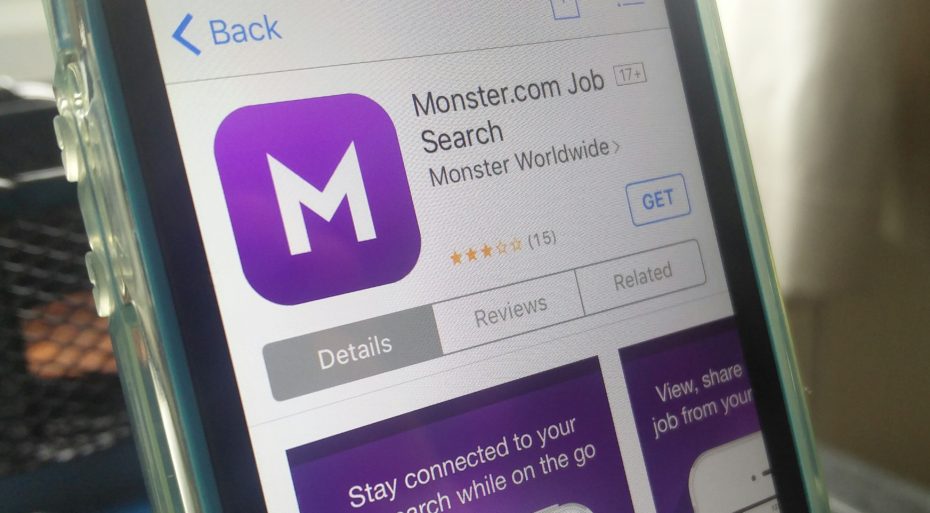 Back
Monster.com Job 17+
Search
Monster Worldwide
GET
(15)
Details
Reviews
Related
Stay connected to your
search while on the go
View, share
job from your